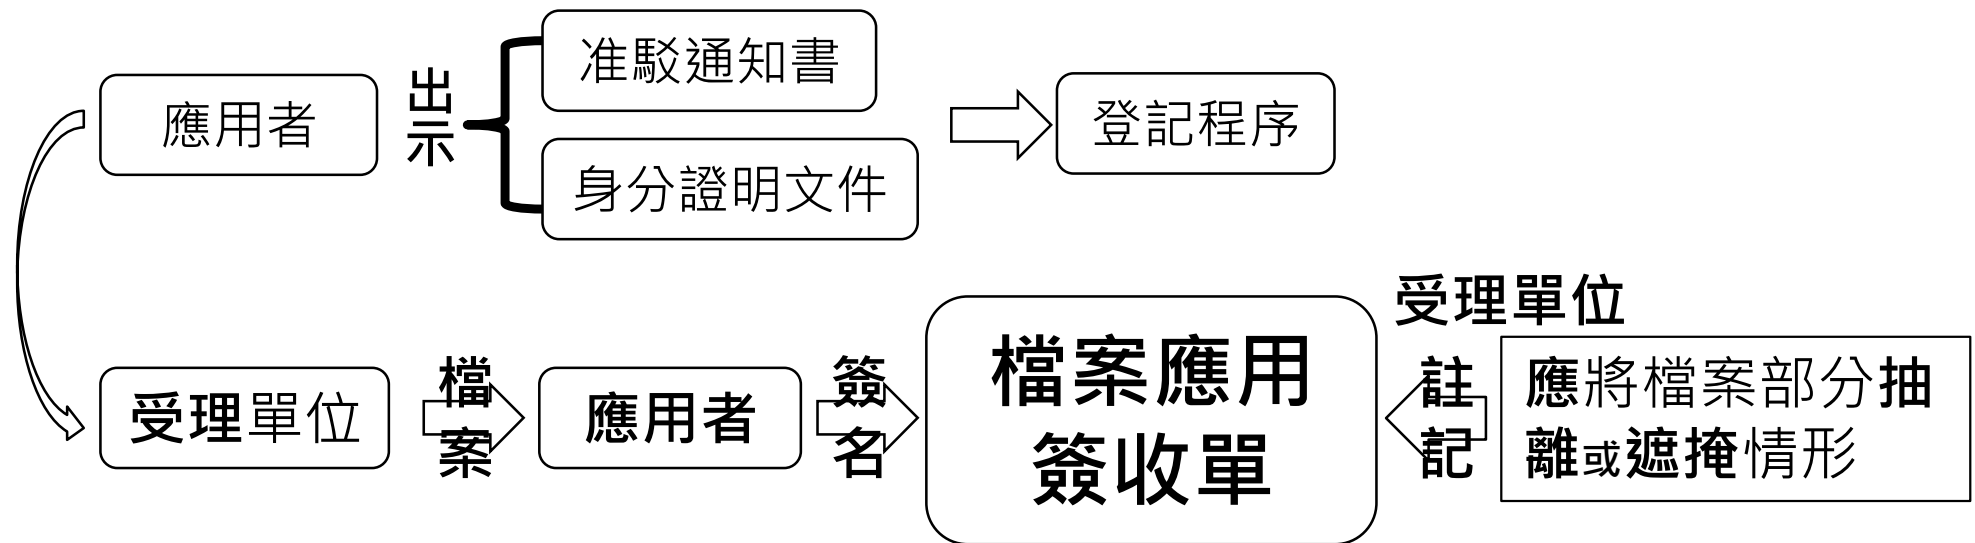 應用者
出示
准駁通知書
身分證明文件
登記程序
受理單位
檔案
應用者
簽名
檔案應用
簽收單
受理單位
註記
應將檔案部分抽
離或遮掩情形